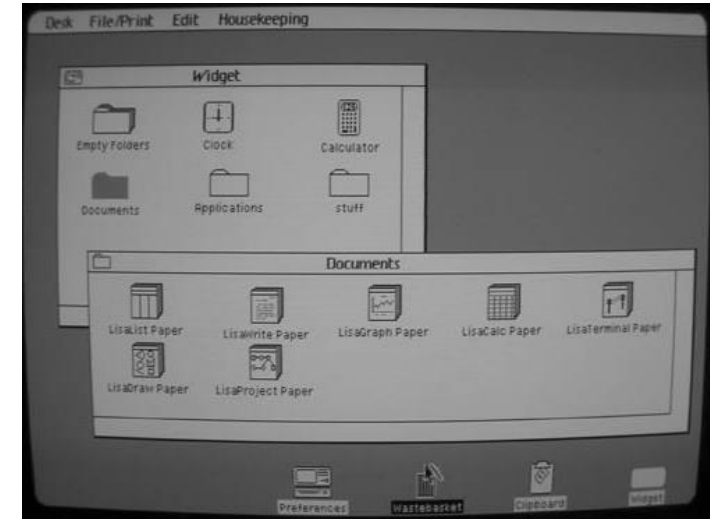 Desk File/Print Edit Housekeeping
Widget
Empty Folders Clock Calculator
Documents Applications stuff
Documents
LisaList Paper LisaWrite Paper LisaGraph Paper LisaCalc Paper LisaTerminal Paper
LisaDraw Paper LisaProject Paper
Preferences Wastebasket Clipboard Widget